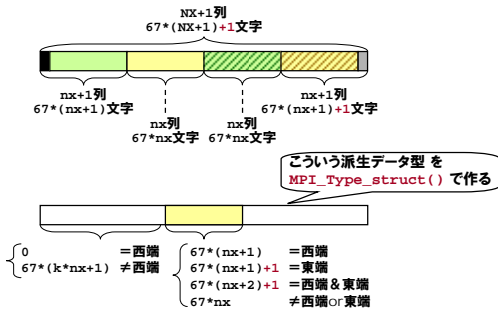 NX+1列
67*(NX+1)+1文字
nx+1列
67*(nx+1)文字
nx列
67*nx文字
nx列
67*nx文字
nx+1列
67*(nx+1)+1文字
こういう派生データ型 を
MPI_Type_struct() で作る
0 =西端
67*(k*nx+1) ≠西端
67*(nx+1) =西端
67*(nx+1)+1 =東端
67*(nx+2)+1 =西端&東端
67*nx ≠西端or東端